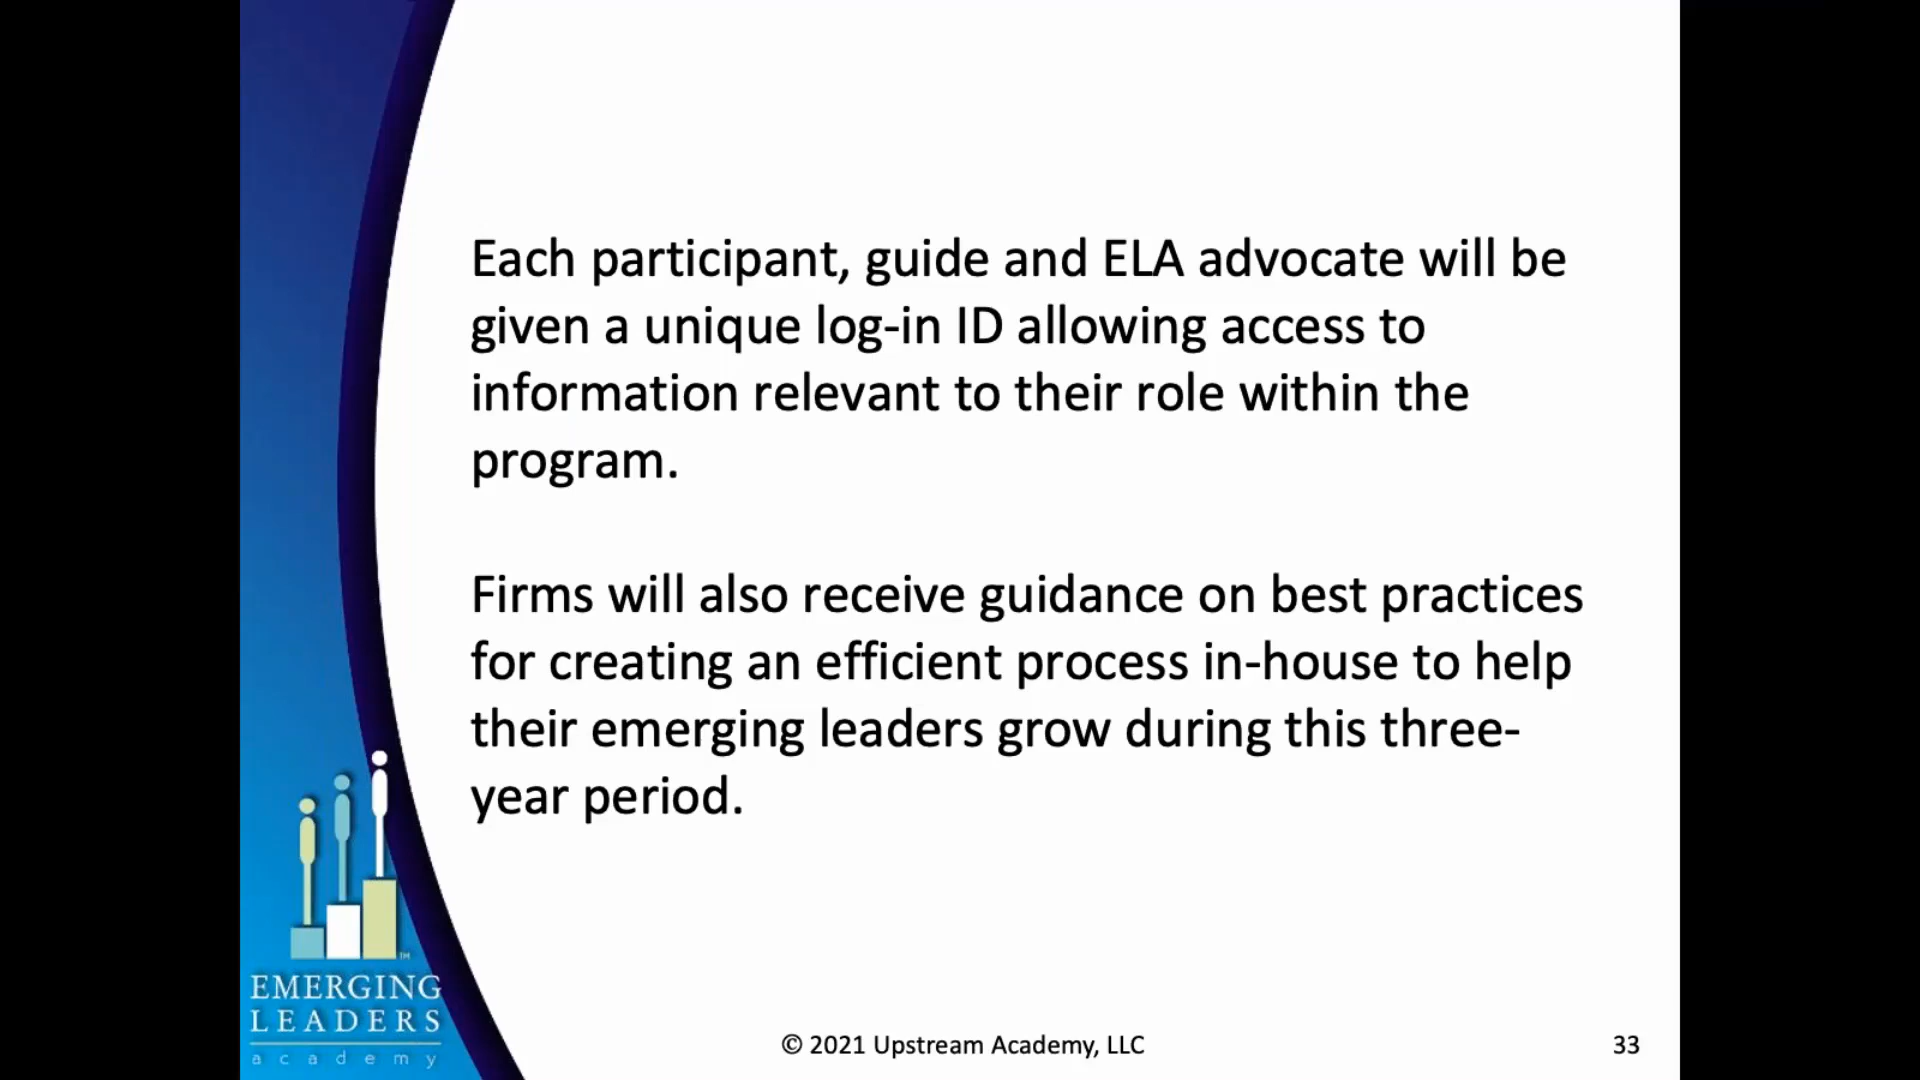 Each participant, guide and ELA advocate will be
given a unique log-in ID allowing access to
information relevant to their role within the
program.
Firms will also receive guidance on best practices
for creating an efficient process in-house to help
their emerging leaders grow during this three-
year period.
TM
EMERGING
LEADERS
academy
© 2021 Upstream Academy, LLC
33